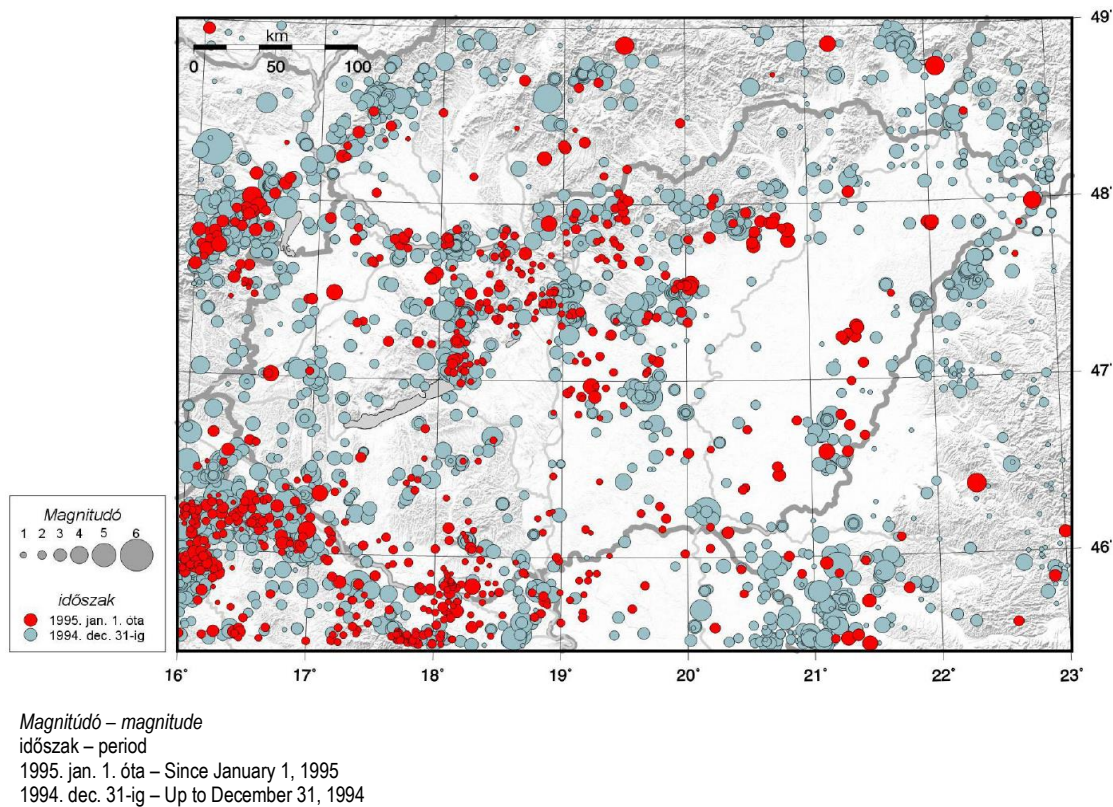 49˚
km
0 50 100
48˚
47˚
46˚
Magnitudó
1 2 3 4 5 6
időszak
1995. jan. 1. óta
1994. dec. 31-ig
16˚ 17˚ 18˚ 19˚ 20˚ 21˚ 22˚ 23˚
Magnitúdó – magnitude
időszak – period
1995. jan. 1. óta – Since January 1, 1995
1994. dec. 31-ig – Up to December 31, 1994